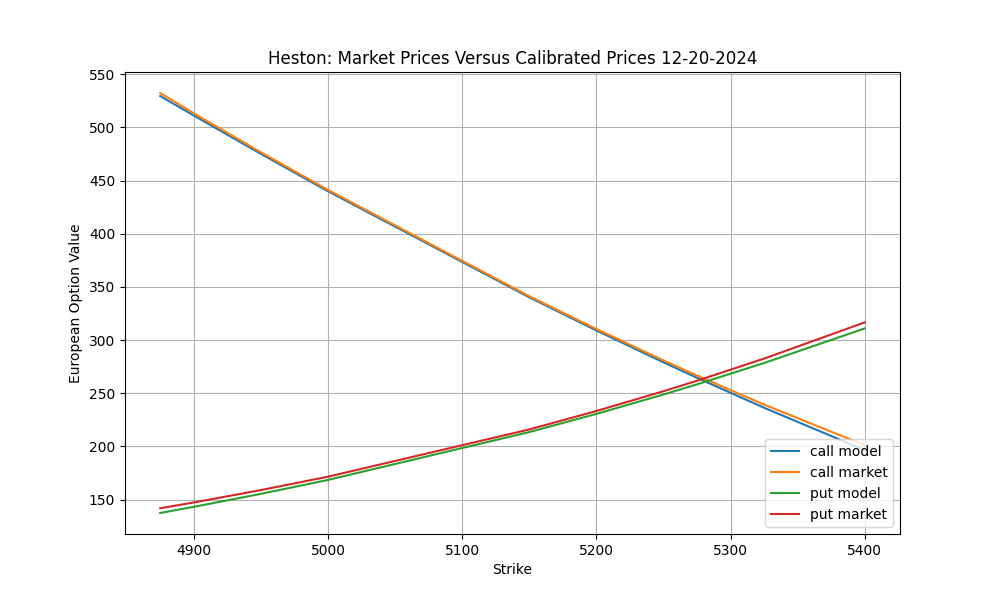 Heston: Market Prices Versus Calibrated Prices 12-20-2024
550
500
450
400
350
300
250
200
150
European Option Value
4900 5000 5100 5200 5300 5400
Strike
call model
call market
put model
put market